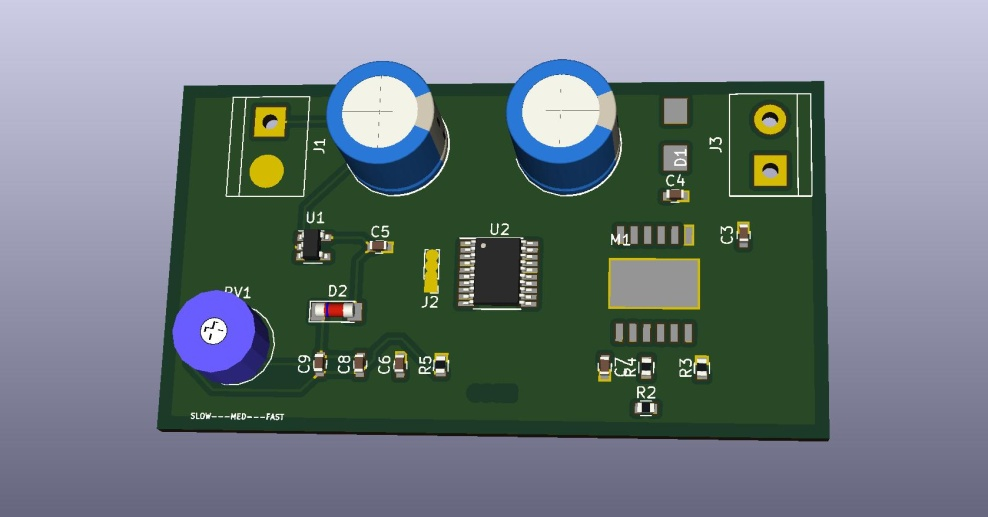 J1
J3
D1
C4
U1
C5
U2
M1
C3
J2
D2
RV1
C9
C8
C6
R5
C7
R4
R3
R2
SLOW---MED---FAST